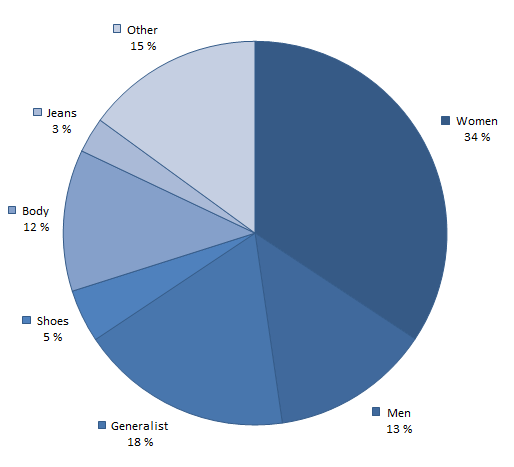 Other
15 %
Women
34 %
Jeans
3 %
Body
12 %
Shoes
5 %
Generalist
18 %
Men
13 %